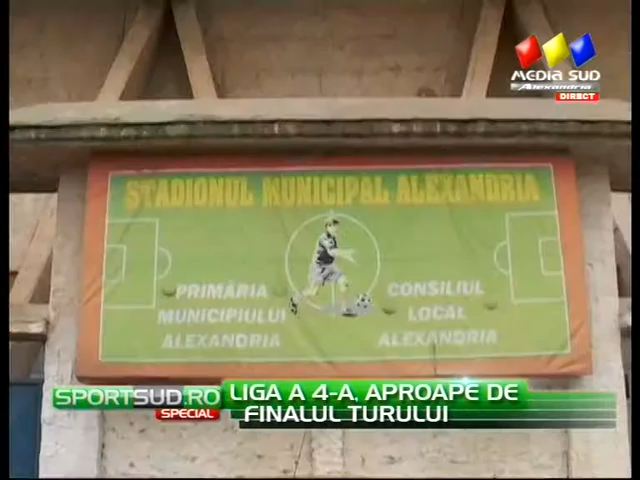 MEDIA SUD
Alexandria
DIRECT
STADIONUL MUNICIPAL ALEXANDRIA
PRIMĂRIA
MUNICIPIULUI
ALEXANDRIA
CONSILIUL
LOCAL
ALEXANDRIA
SPORTSUD.RO
SPECIAL
LIGA A 4-A, APROAPE DE
FINALUL TURULUI